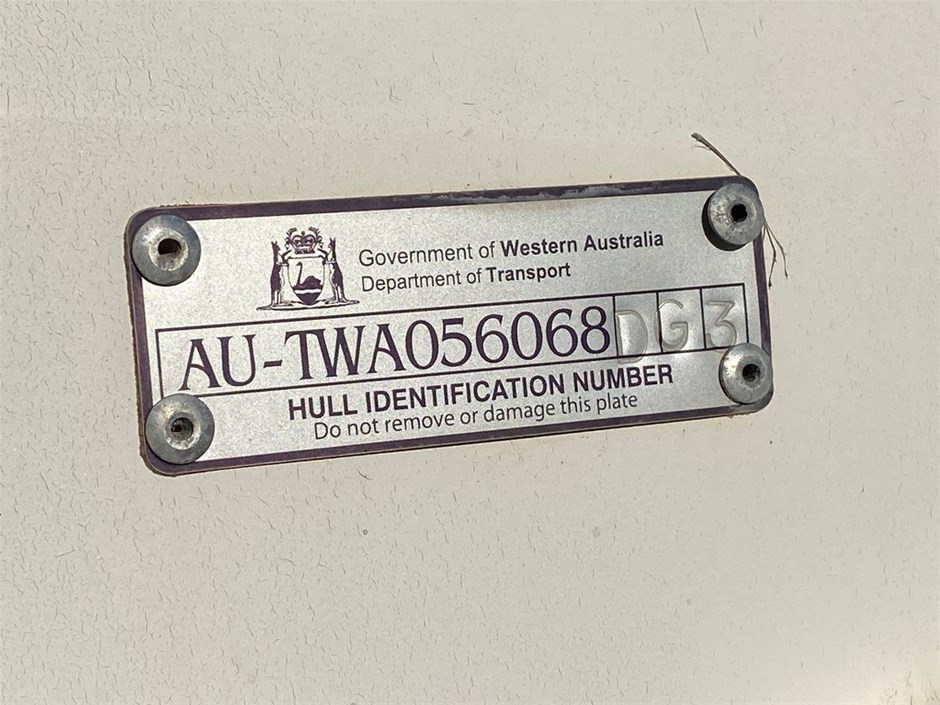 Government of Western Australia
Department of Transport
AU-TWA056068DG3
HULL IDENTIFICATION NUMBER
Do not remove or damage this plate